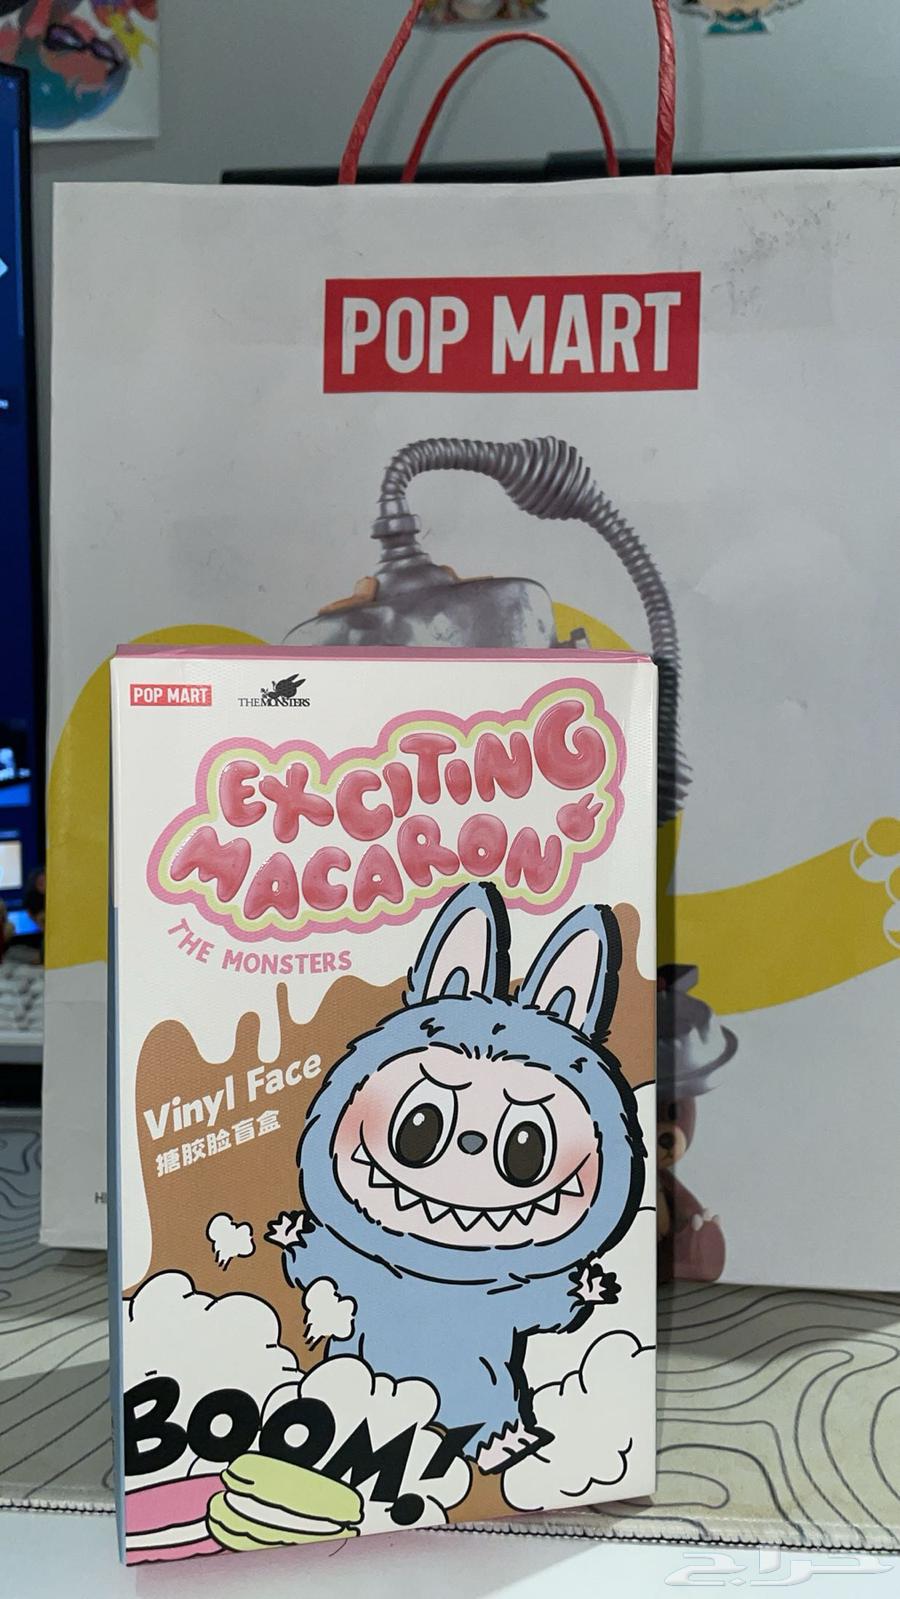 POP MART
POP MART
THE MONSTERS
EXCITING
MACARON
THE MONSTERS
Vinyl Face
搪胶脸盲盒
BOOM!
حراج